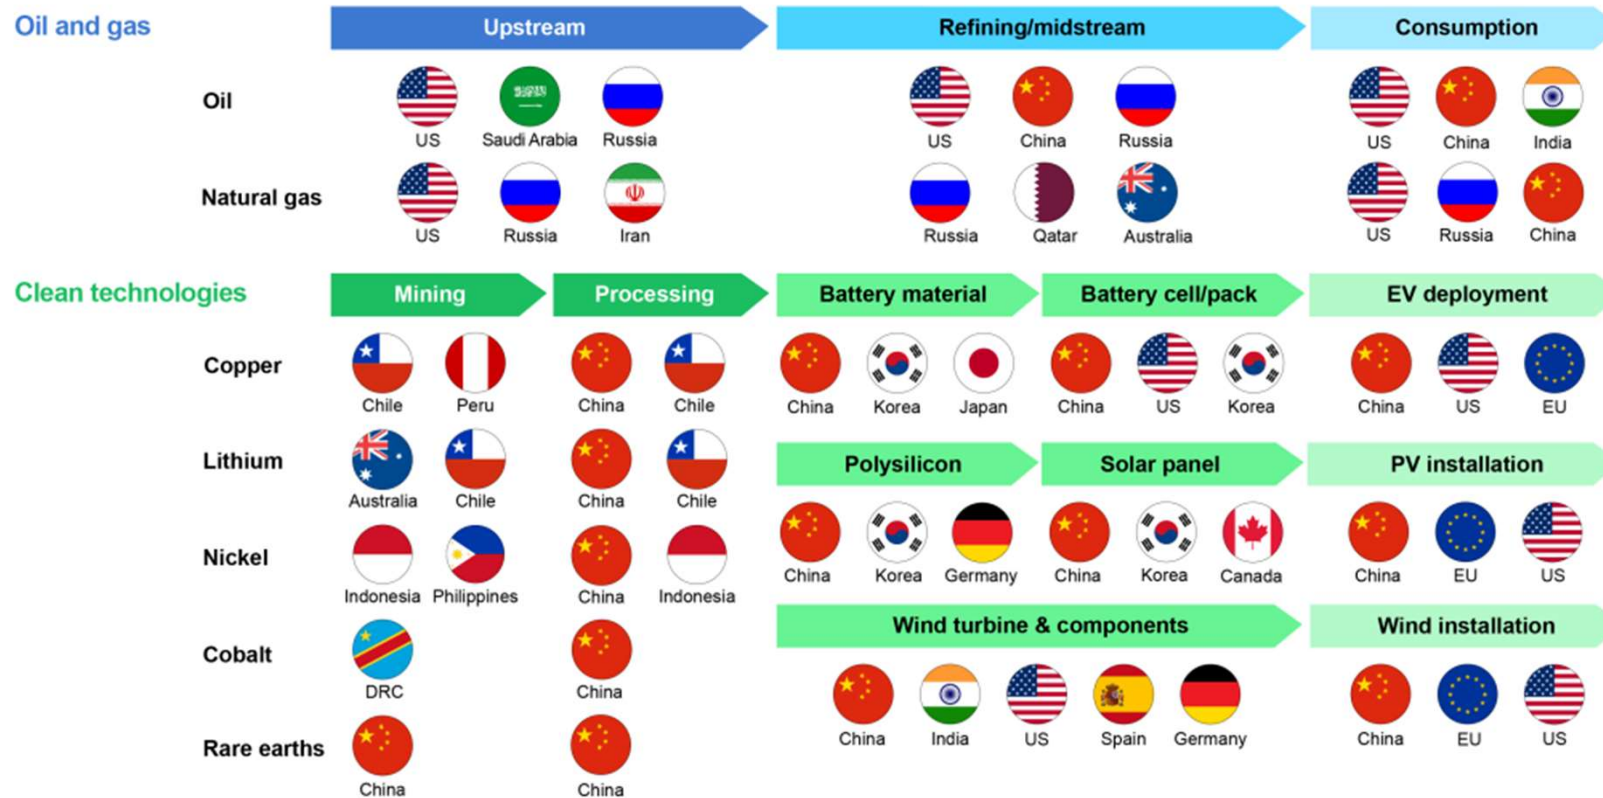 Oil and gas
Upstream Refining/midstream Consumption
Oil
US Saudi Arabia Russia US China Russia US China India
Natural gas
US Russia Iran Russia Qatar Australia US Russia China
Clean technologies
Mining Processing Battery material Battery cell/pack EV deployment
Copper
Chile Peru China Chile China Korea Japan China US Korea China US EU
Lithium
Polysilicon Solar panel PV installation
Australia Chile China Chile
Nickel
China Korea Germany China Korea Canada China EU US
Indonesia Philippines China Indonesia
Wind turbine & components Wind installation
Cobalt
DRC China
China India US Spain Germany China EU US
Rare earths
China China